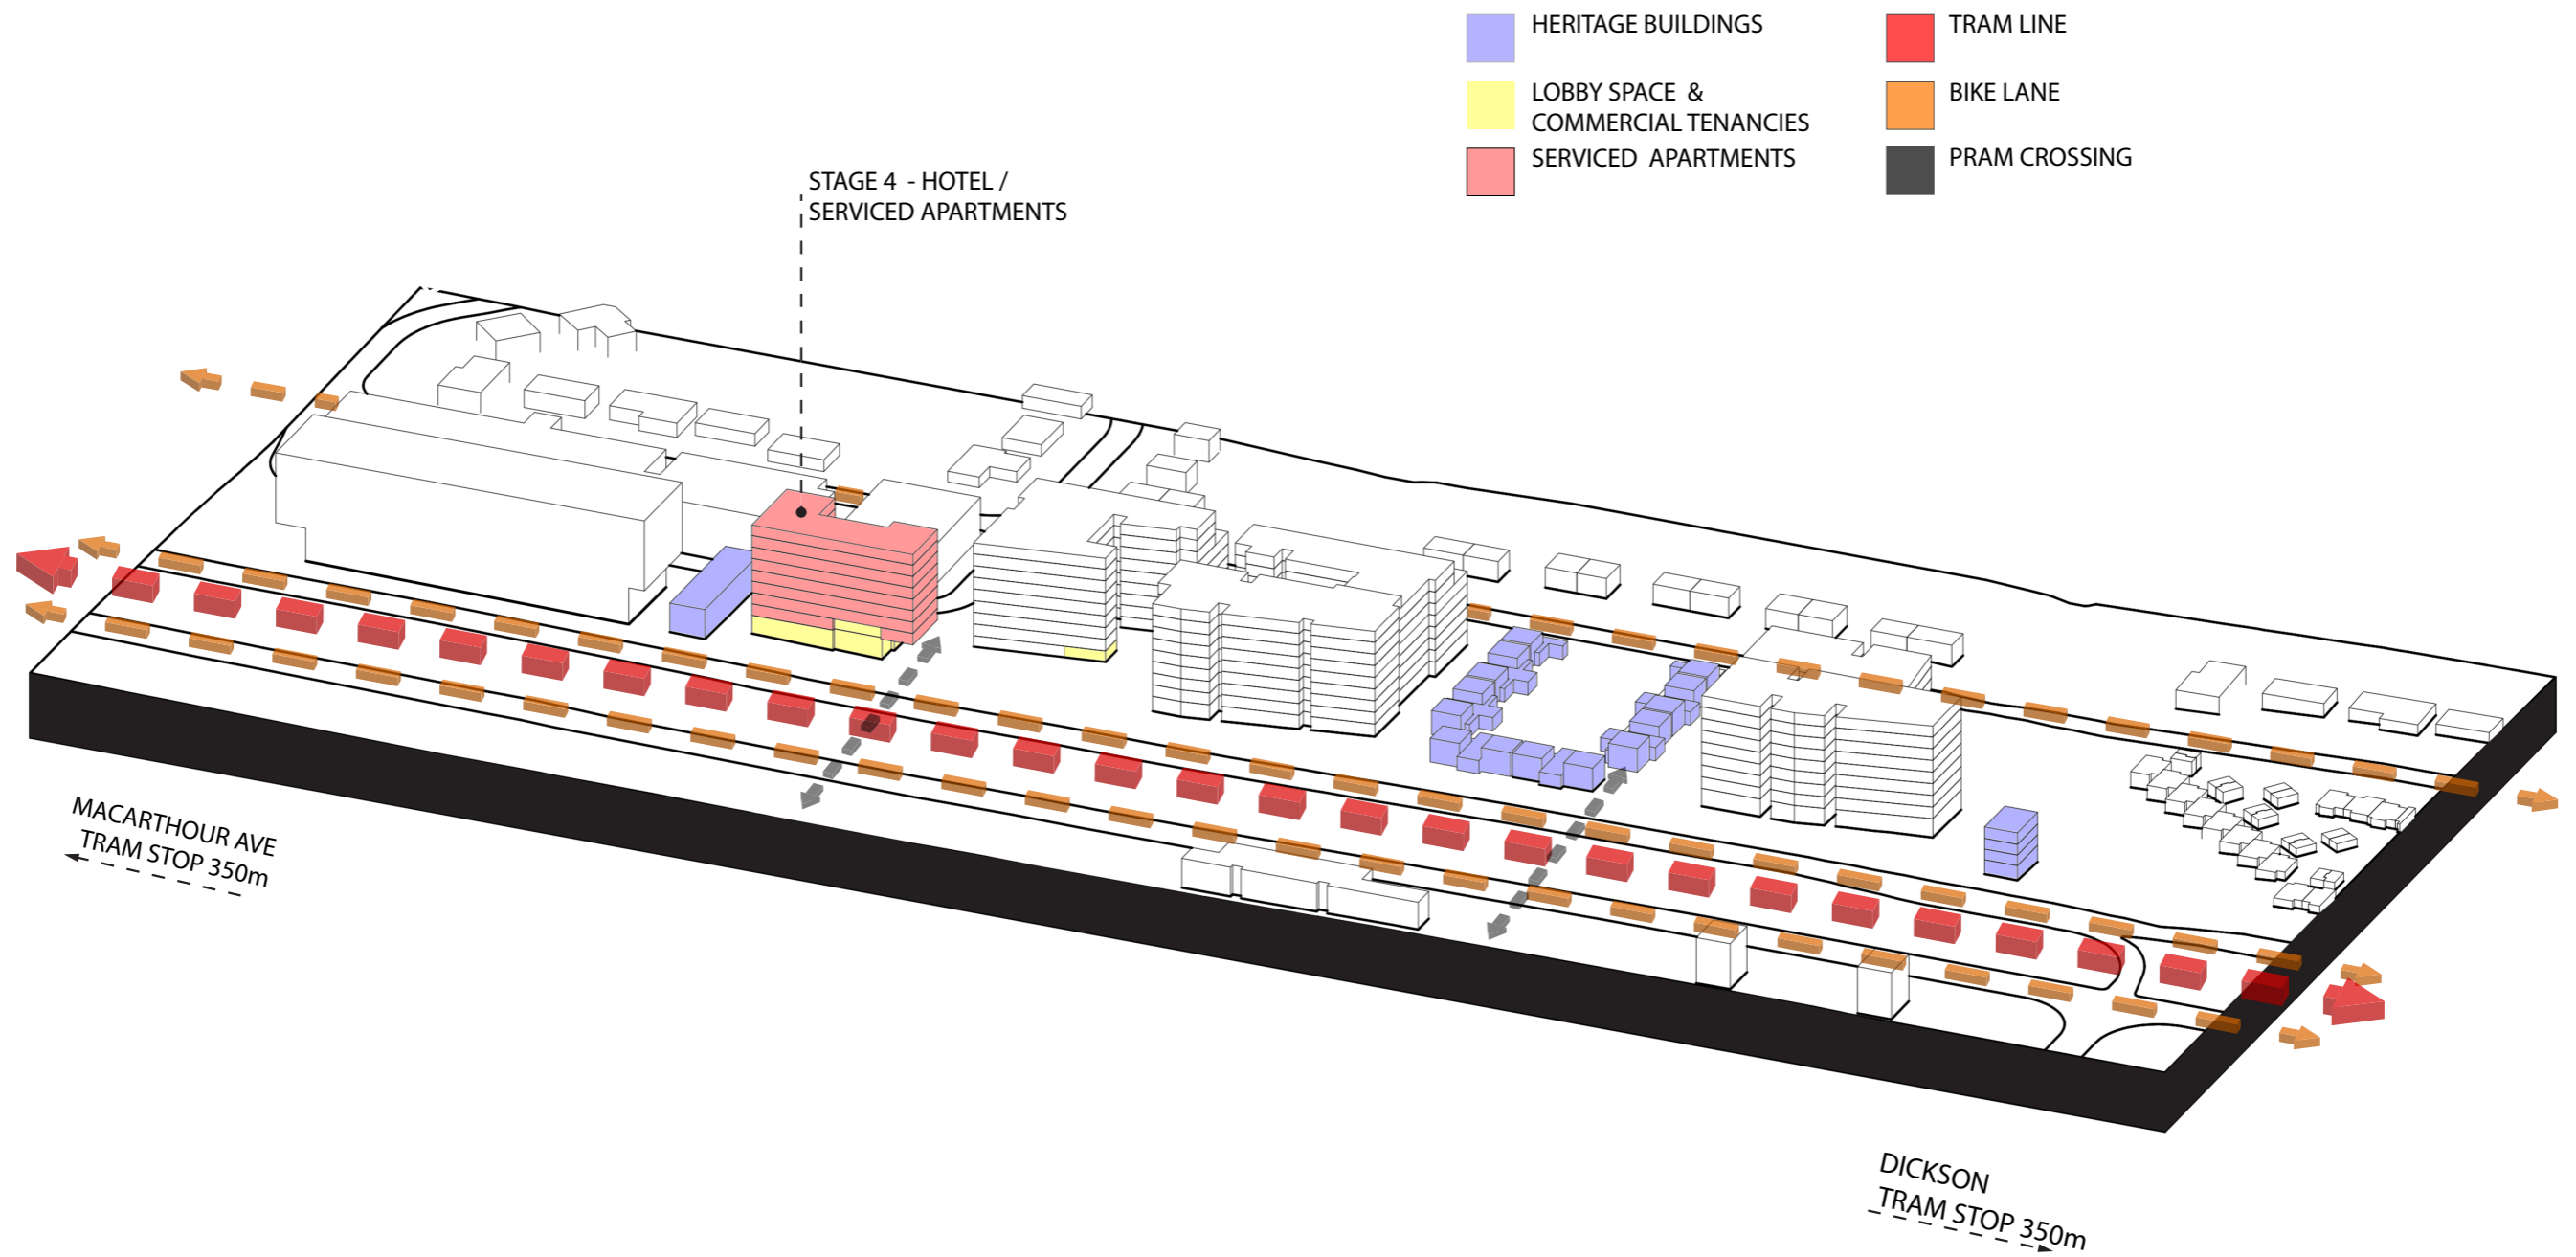 HERITAGE BUILDINGS
LOBBY SPACE &
COMMERCIAL TENANCIES
SERVICED APARTMENTS
TRAM LINE
BIKE LANE
PRAM CROSSING
STAGE 4 - HOTEL /
SERVICED APARTMENTS
MACARTHOUR AVE
TRAM STOP 350m
DICKSON
TRAM STOP 350m